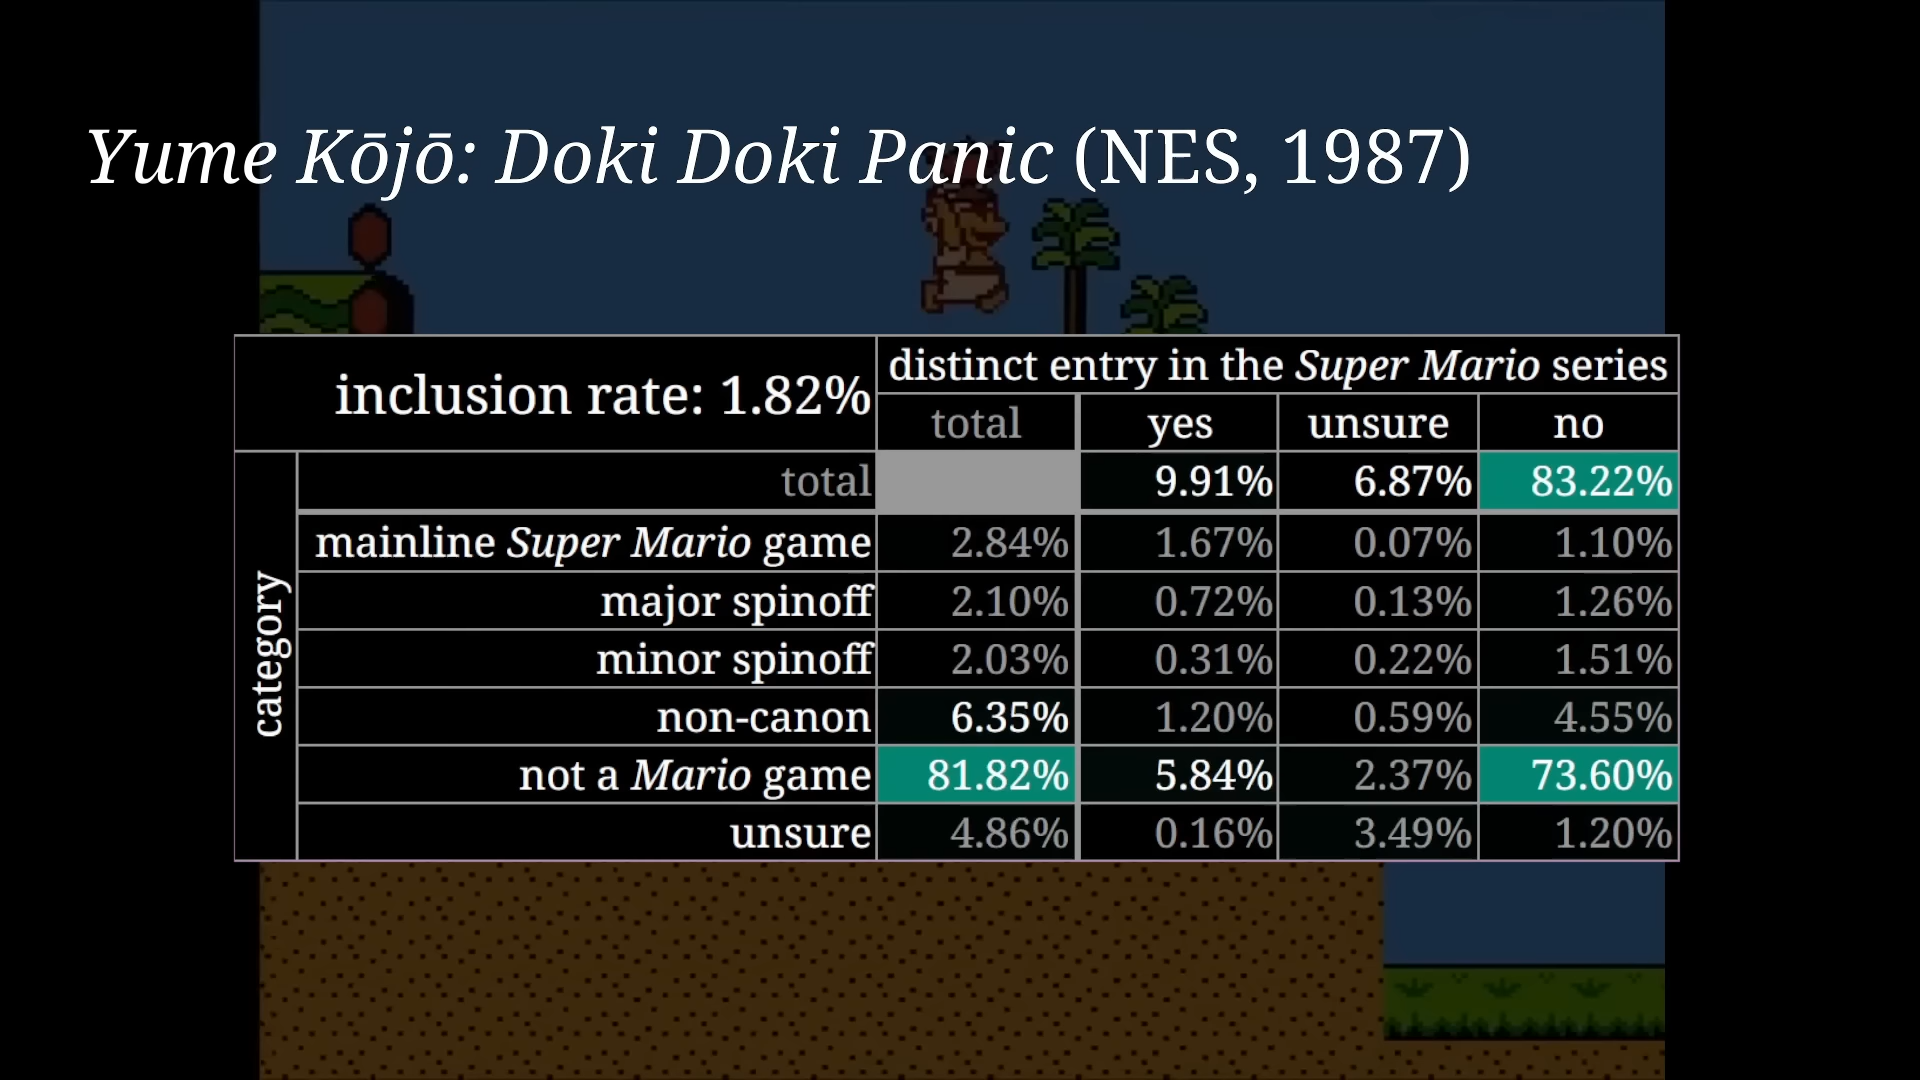 Yume Kōjō: Doki Doki Panic (NES, 1987)
inclusion rate: 1.82%
distinct entry in the Super Mario series
total yes unsure no
category
total 9.91% 6.87% 83.22%
mainline Super Mario game 2.84% 1.67% 0.07% 1.10%
major spinoff 2.10% 0.72% 0.13% 1.26%
minor spinoff 2.03% 0.31% 0.22% 1.51%
non-canon 6.35% 1.20% 0.59% 4.55%
not a Mario game 81.82% 5.84% 2.37% 73.60%
unsure 4.86% 0.16% 3.49% 1.20%